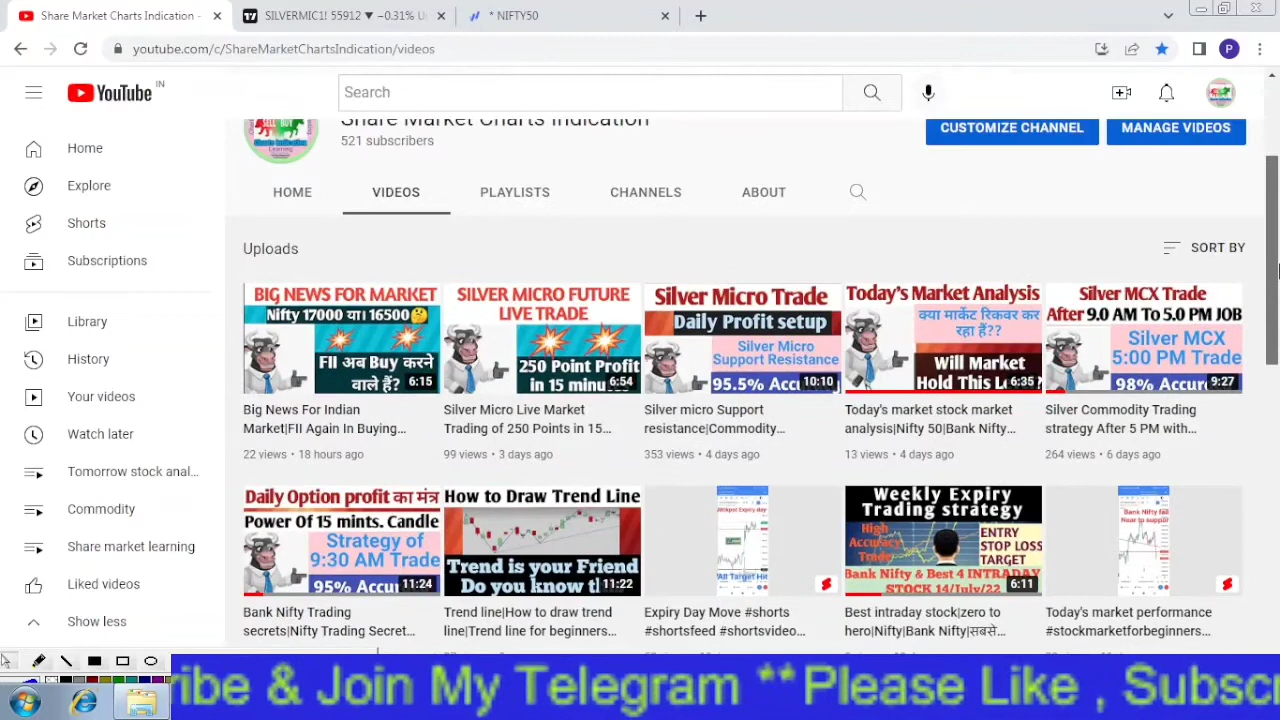 Share Market Charts Indication -
SILVERMIC1! 55912 ▼ −0.31% U
* NIFTY50
youtube.com/c/ShareMarketChartsIndication/videos
P
YouTube IN
Search
Share Market Charts Indication
521 subscribers
CUSTOMIZE CHANNEL
MANAGE VIDEOS
HOME
VIDEOS
PLAYLISTS
CHANNELS
ABOUT
Home
Explore
Shorts
Subscriptions
Library
History
Your videos
Watch later
Tomorrow stock anal...
Commodity
Share market learning
Liked videos
Show less
Uploads
SORT BY
BIG NEWS FOR MARKET
Nifty 17000 या। 16500🤔
FII अब Buy करने
वाले हैं?
6:15
Big News For Indian
Market|FII Again In Buying...
22 views • 18 hours ago
SILVER MICRO FUTURE
LIVE TRADE
250 Point Profit
in 15 minu
6:54
Silver Micro Live Market
Trading of 250 Points in 15...
99 views • 3 days ago
Silver Micro Trade
Daily Profit setup
Silver Micro
Support Resistance
95.5% Accu
10:10
Silver micro Support
resistance|Commodity...
353 views • 4 days ago
Today's Market Analysis
क्या मार्केट रिकवर कर
रहा हैं??
Will Market
Hold This Le
6:35
Today's market stock market
analysis|Nifty 50|Bank Nifty...
13 views • 4 days ago
Silver MCX Trade
After 9.0 AM To 5.0 PM JOB
Silver MCX
5:00 PM Trade
98% Accure
9:27
Silver Commodity Trading
strategy After 5 PM with...
264 views • 6 days ago
Daily Option profit का मंत्र
Power Of 15 mints. Candle
Strategy of
9:30 AM Trade
95% Accu
11:24
Bank Nifty Trading
secrets|Nifty Trading Secret...
How to Draw Trend Line
Trend is your Friend
Do you know t
11:22
Trend line|How to draw trend
line|Trend line for beginners...
All Target Hit
Expiry Day Move #shorts
#shortsfeed #shortsvideo...
Weekly Expiry
Trading strategy
High
Accuracy
Trade
ENTRY
STOP LOSS
TARGET
Bank Nifty & Best 4 INTRADAY
STOCK 14/July/22
6:11
Best intraday stock|zero to
hero|Nifty|Bank Nifty|सबसे...
Bank Nifty fall
Near to support
Today's market performance
#stockmarketforbeginners...
ibe & Join My Telegram **Please Like , Subscr